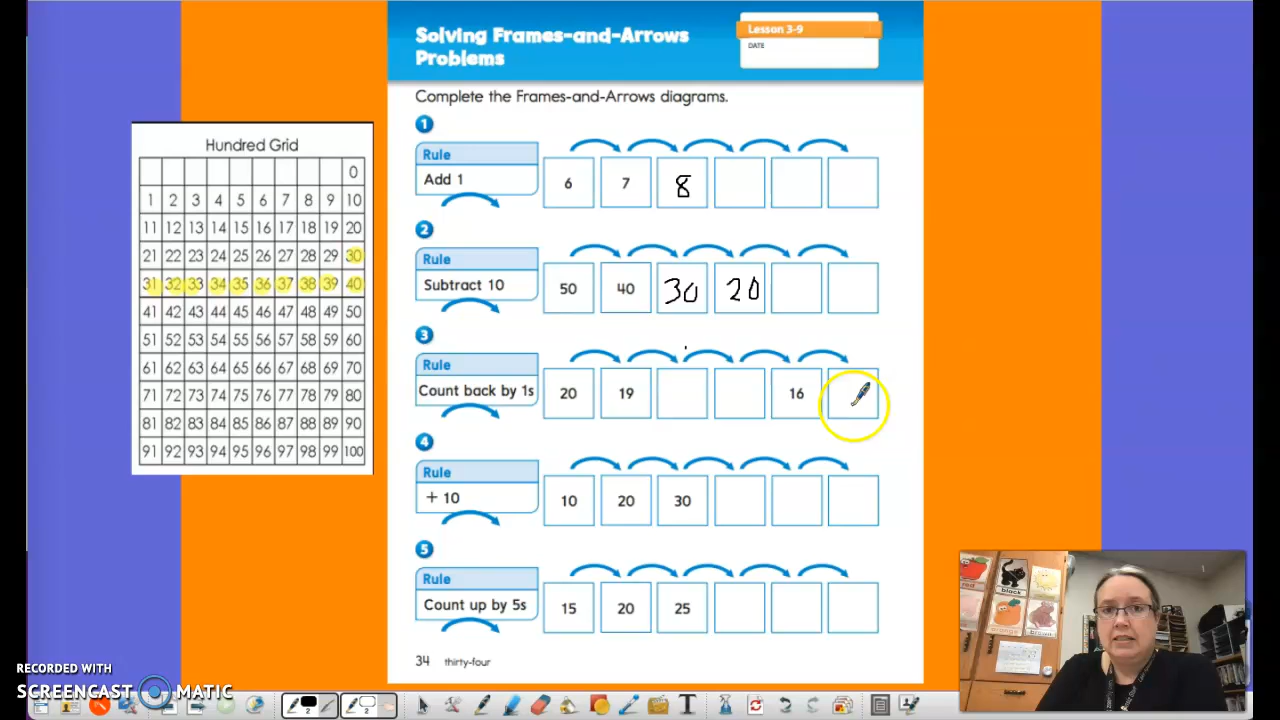 Solving Frames-and-Arrows
Problems
Lesson 3-9
DATE
Complete the Frames-and-Arrows diagrams.
1
Rule
Add 1
6 7 8
2
Rule
Subtract 10
50 40 30 20
3
Rule
Count back by 1s
20 19 16
4
Rule
+ 10
10 20 30
5
Rule
Count up by 5s
15 20 25
34 thirty-four
Hundred Grid
0
1 2 3 4 5 6 7 8 9 10
11 12 13 14 15 16 17 18 19 20
21 22 23 24 25 26 27 28 29 30
31 32 33 34 35 36 37 38 39 40
41 42 43 44 45 46 47 48 49 50
51 52 53 54 55 56 57 58 59 60
61 62 63 64 65 66 67 68 69 70
71 72 73 74 75 76 77 78 79 80
81 82 83 84 85 86 87 88 89 90
91 92 93 94 95 96 97 98 99 100
red
black
orange
brown
RECORDED WITH
SCREENCAST MATIC
2
2
T